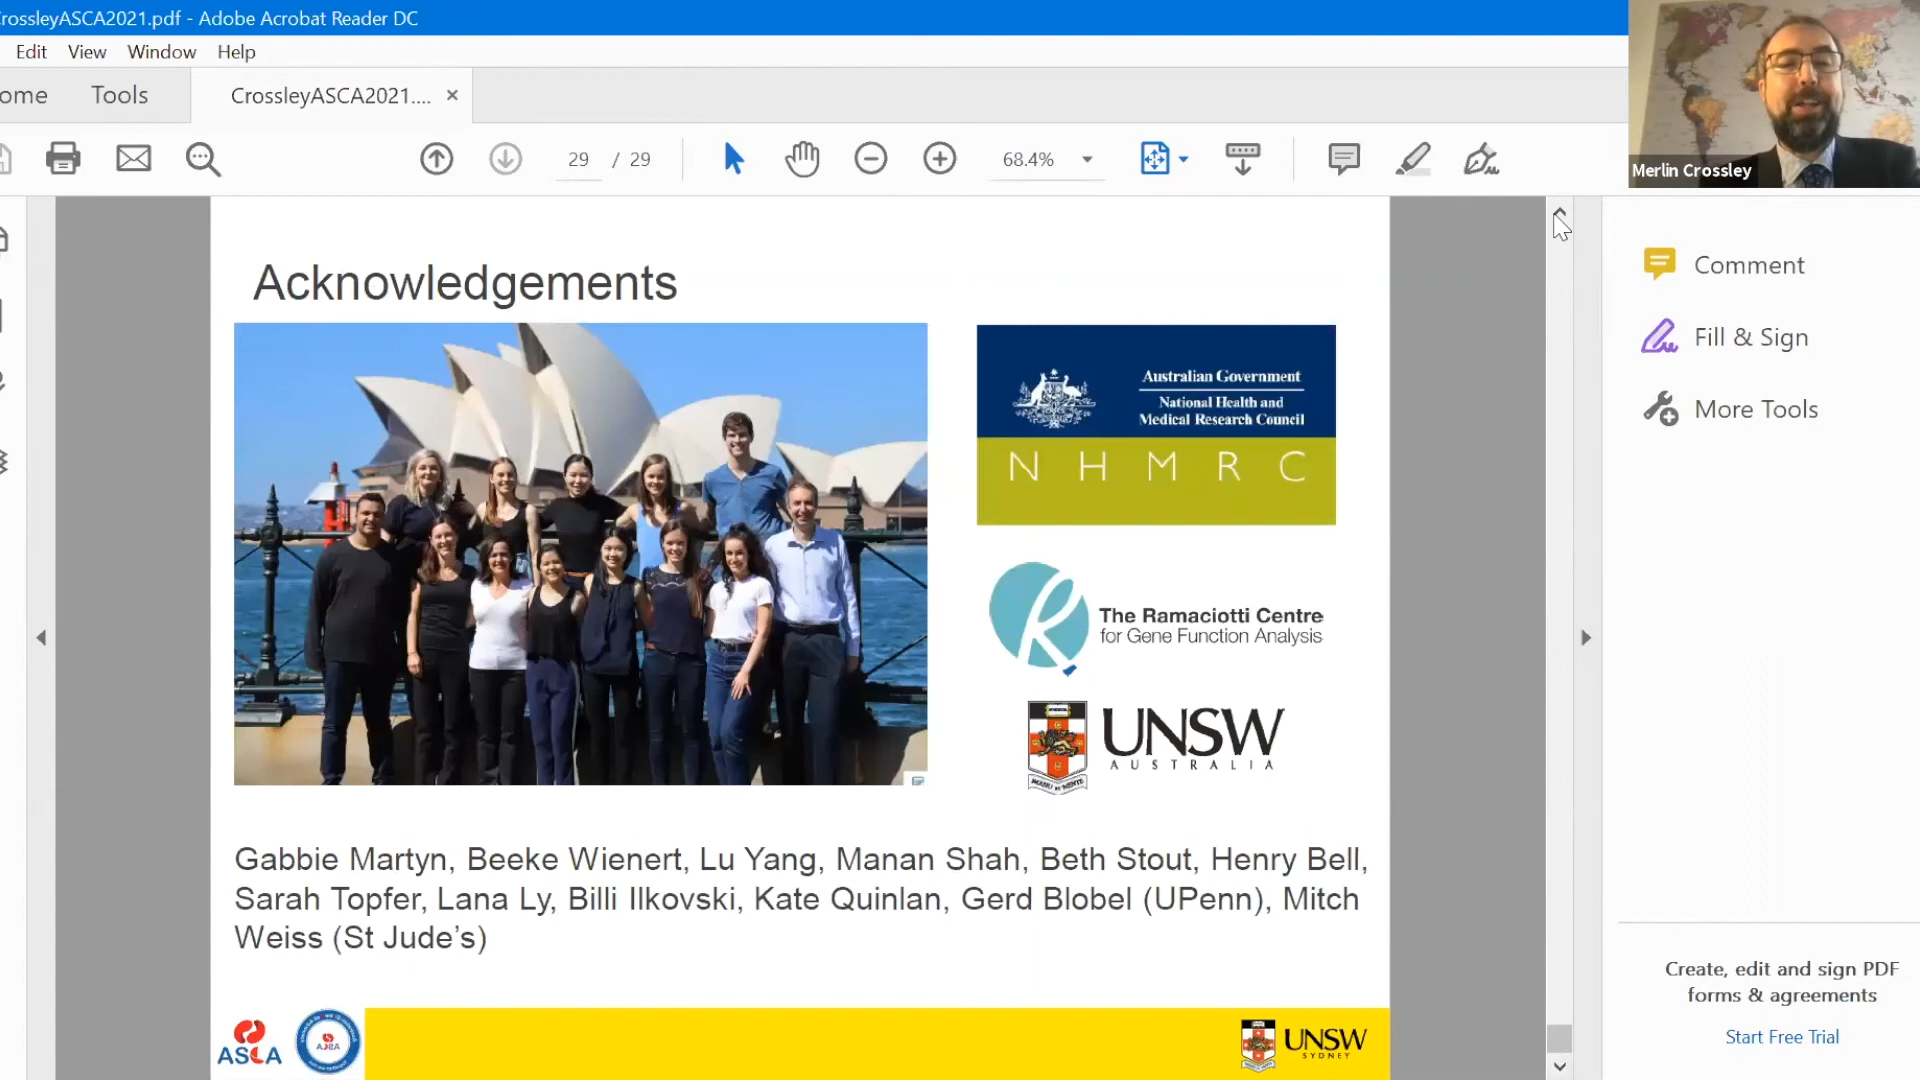 rossleyASCA2021.pdf - Adobe Acrobat Reader DC
Edit View Window Help
ome Tools CrossleyASCA2021....
29 / 29 68.4%
Merlin Crossley
Comment
Fill & Sign
More Tools
Acknowledgements
Australian Government
National Health and
Medical Research Council
NHMRC
The Ramaciotti Centre
for Gene Function Analysis
UNSW
AUSTRALIA
Gabbie Martyn, Beeke Wienert, Lu Yang, Manan Shah, Beth Stout, Henry Bell,
Sarah Topfer, Lana Ly, Billi Ilkovski, Kate Quinlan, Gerd Blobel (UPenn), Mitch
Weiss (St Jude’s)
ASCA
UNSW
SYDNEY
Create, edit and sign PDF
forms & agreements
Start Free Trial